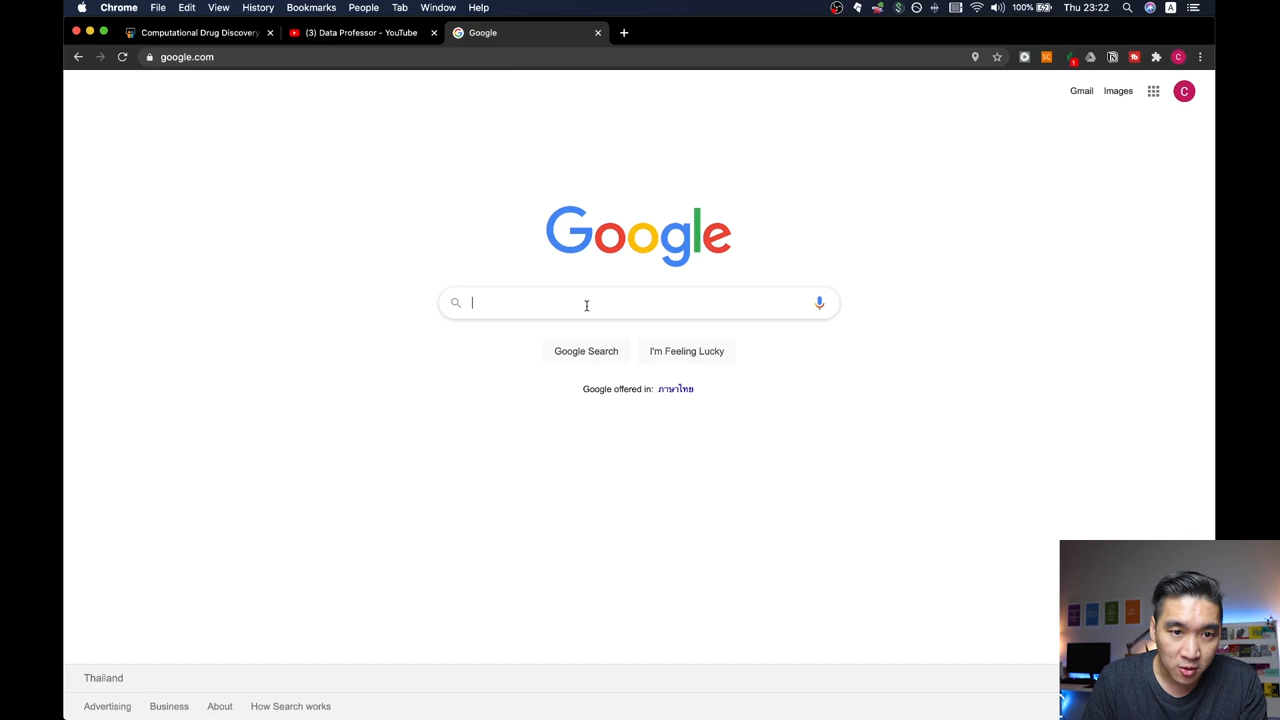 Chrome File Edit View History Bookmarks People Tab Window Help 100% Thu 23:22 A
Computational Drug Discovery (3) Data Professor - YouTube Google
google.com SC 1 C
Gmail Images C
Google
Google Search I'm Feeling Lucky
Google offered in: ภาษาไทย
Thailand
Advertising Business About How Search works